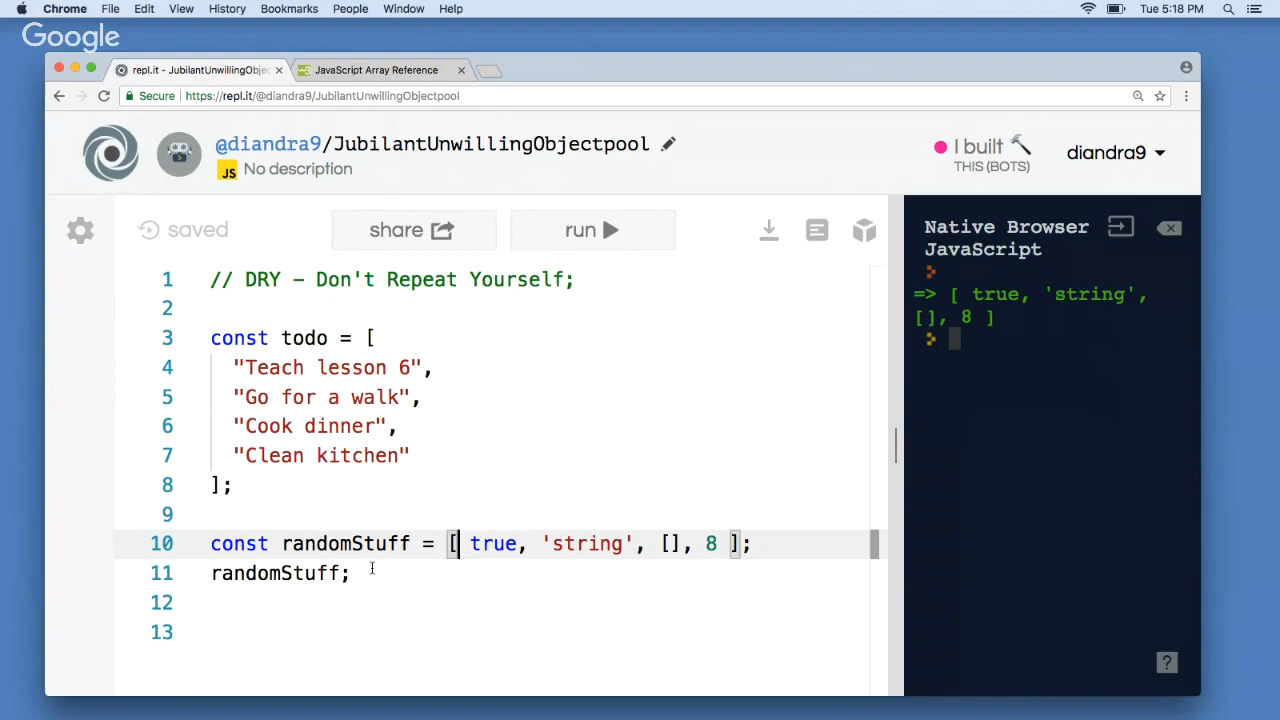 Chrome File Edit View History Bookmarks People Window Help Tue 5:18 PM
Google
repl.it - JubilantUnwillingObje JavaScript Array Reference
Secure https://repl.it/@diandra9/JubilantUnwillingObjectpool
@diandra9/JubilantUnwillingObjectpool
JS No description
I built
THIS (BOTS)
diandra9
saved share run
Native Browser
JavaScript
=> [ true, 'string',
[], 8 ]
1 // DRY - Don't Repeat Yourself;
2
3 const todo = [
4 "Teach lesson 6",
5 "Go for a walk",
6 "Cook dinner",
7 "Clean kitchen"
8 ];
9
10 const randomStuff = [ true, 'string', [], 8 ];
11 randomStuff;
12
13
?